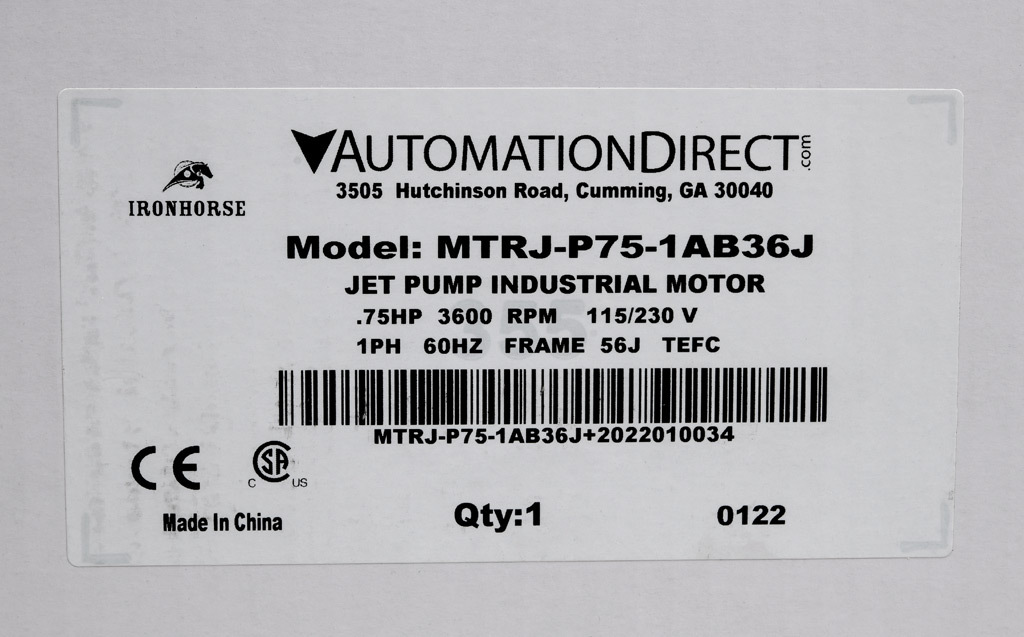 AUTOMATIONDIRECT.com
3505 Hutchinson Road, Cumming, GA 30040
IRONHORSE
Model: MTRJ-P75-1AB36J
JET PUMP INDUSTRIAL MOTOR
.75HP 3600 RPM 115/230 V
1PH 60HZ FRAME 56J TEFC
MTRJ-P75-1AB36J+2022010034
CE
CSA
C US
Made In China
Qty:1
0122